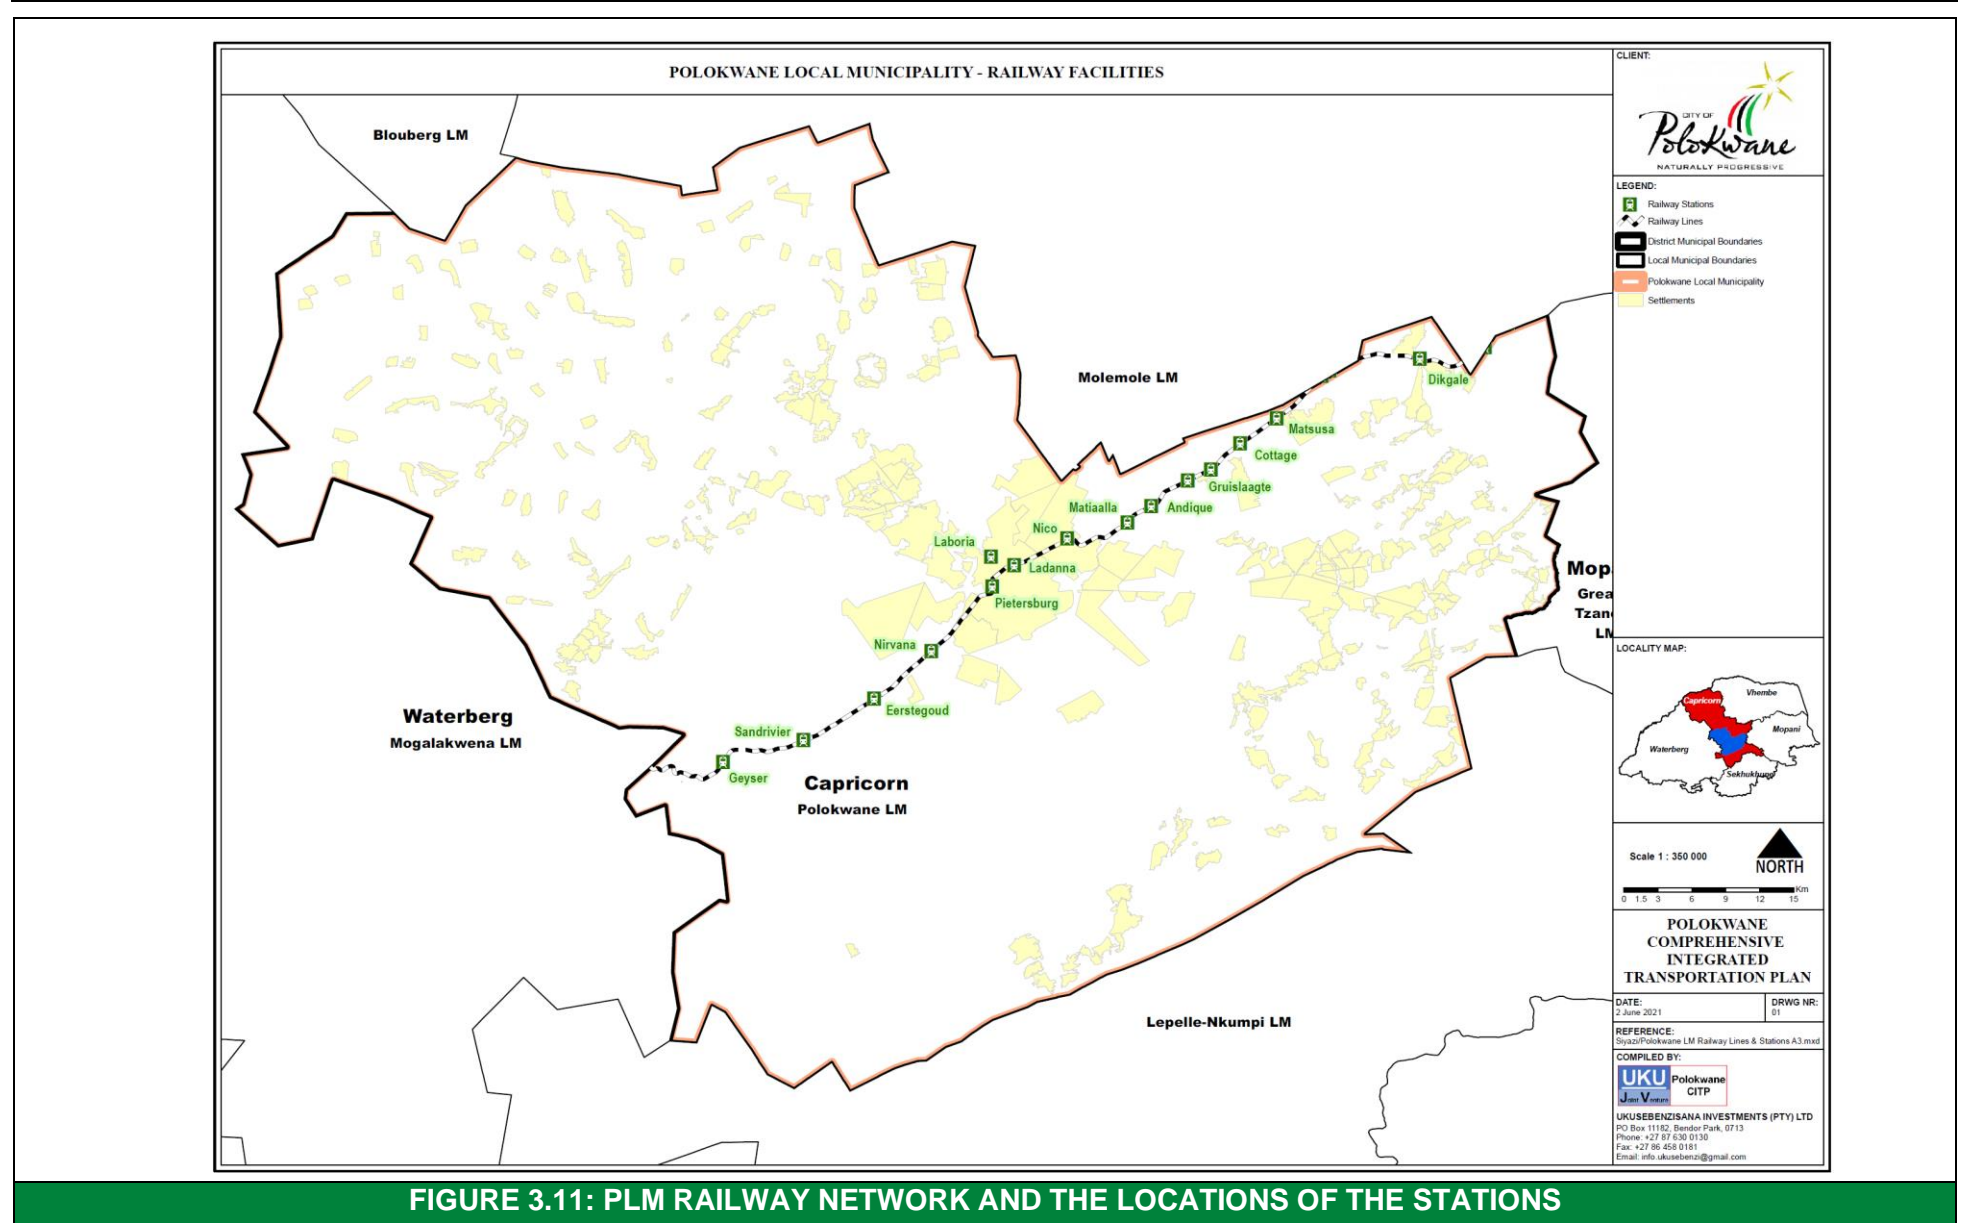 POLOKWANE LOCAL MUNICIPALITY - RAILWAY FACILITIES
Blouberg LM
Molemole LM
Dikgale
Matsusa
Cottage
Gruislaagte
Andique
Matiaalla
Nico
Laboria
Ladanna
Pietersburg
Nirvana
Eerstegoud
Sandrivier
Geyser
Waterberg
Mogalakwena LM
Capricorn
Polokwane LM
Lepelle-Nkumpi LM
Mop
Grea
Tzan
LM
CLIENT:
CITY OF
Polokwane
NATURALLY PROGRESSIVE
LEGEND:
Railway Stations
Railway Lines
District Municipal Boundaries
Local Municipal Boundaries
Polokwane Local Municipality
Settlements
LOCALITY MAP:
Vhembe
Capricorn
Mopani
Waterberg
Sekhukhune
Scale 1 : 350 000
NORTH
Km
0 1.5 3 6 9 12 15
POLOKWANE
COMPREHENSIVE
INTEGRATED
TRANSPORTATION PLAN
DATE:
2 June 2021
DRWG NR:
01
REFERENCE:
Siyazi/Polokwane LM Railway Lines & Stations A3.mxd
COMPILED BY:
UKU
Joint Venture
Polokwane
CITP
UKUSEBENZISANA INVESTMENTS (PTY) LTD
PO Box 11182, Bendor Park, 0713
Phone: +27 87 630 0130
Fax: +27 86 458 0181
Email: info.ukusebenzi@gmail.com
FIGURE 3.11: PLM RAILWAY NETWORK AND THE LOCATIONS OF THE STATIONS